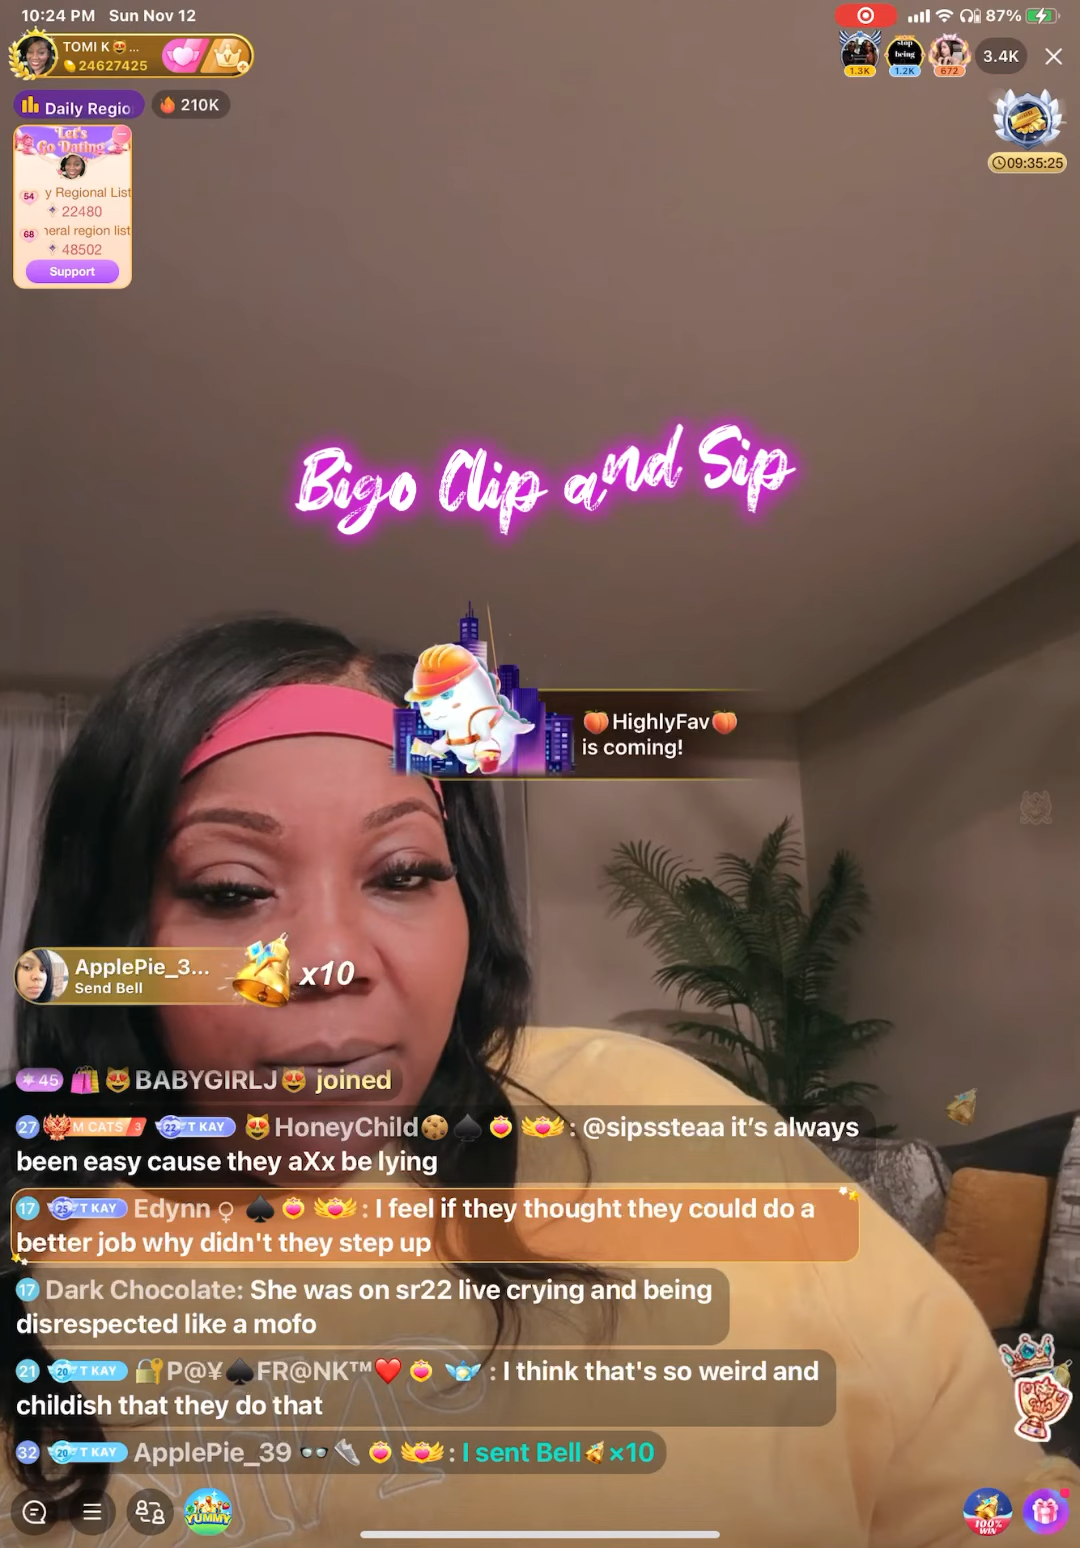 10:24 PM Sun Nov 12
87%
TOMI K😻...
24627425
1.3K
stop being
1.2K
672
3.4K
Daily Regio
210K
Let's
Go Dating
54 y Regional List
22480
68 neral region list
48502
Support
09:35:25
Bigo Clip and Sip
🍑HighlyFav🍑
is coming!
ApplePie_3...
Send Bell
x10
45 🛍️😻BABYGIRLJ😻 joined
27 M CATS 3 22 T KAY 😻HoneyChild🍪♠️: @sipssteaa it's always
been easy cause they aXx be lying
17 25 T KAY Edynn♀♠️: I feel if they thought they could do a
better job why didn't they step up
17 Dark Chocolate: She was on sr22 live crying and being
disrespected like a mofo
21 20 T KAY 🔐P@¥♠️FR@NK™❤️: I think that's so weird and
childish that they do that
32 20 T KAY ApplePie_39 👓👟: I sent Bell×10
YUMMY
100%
WIN